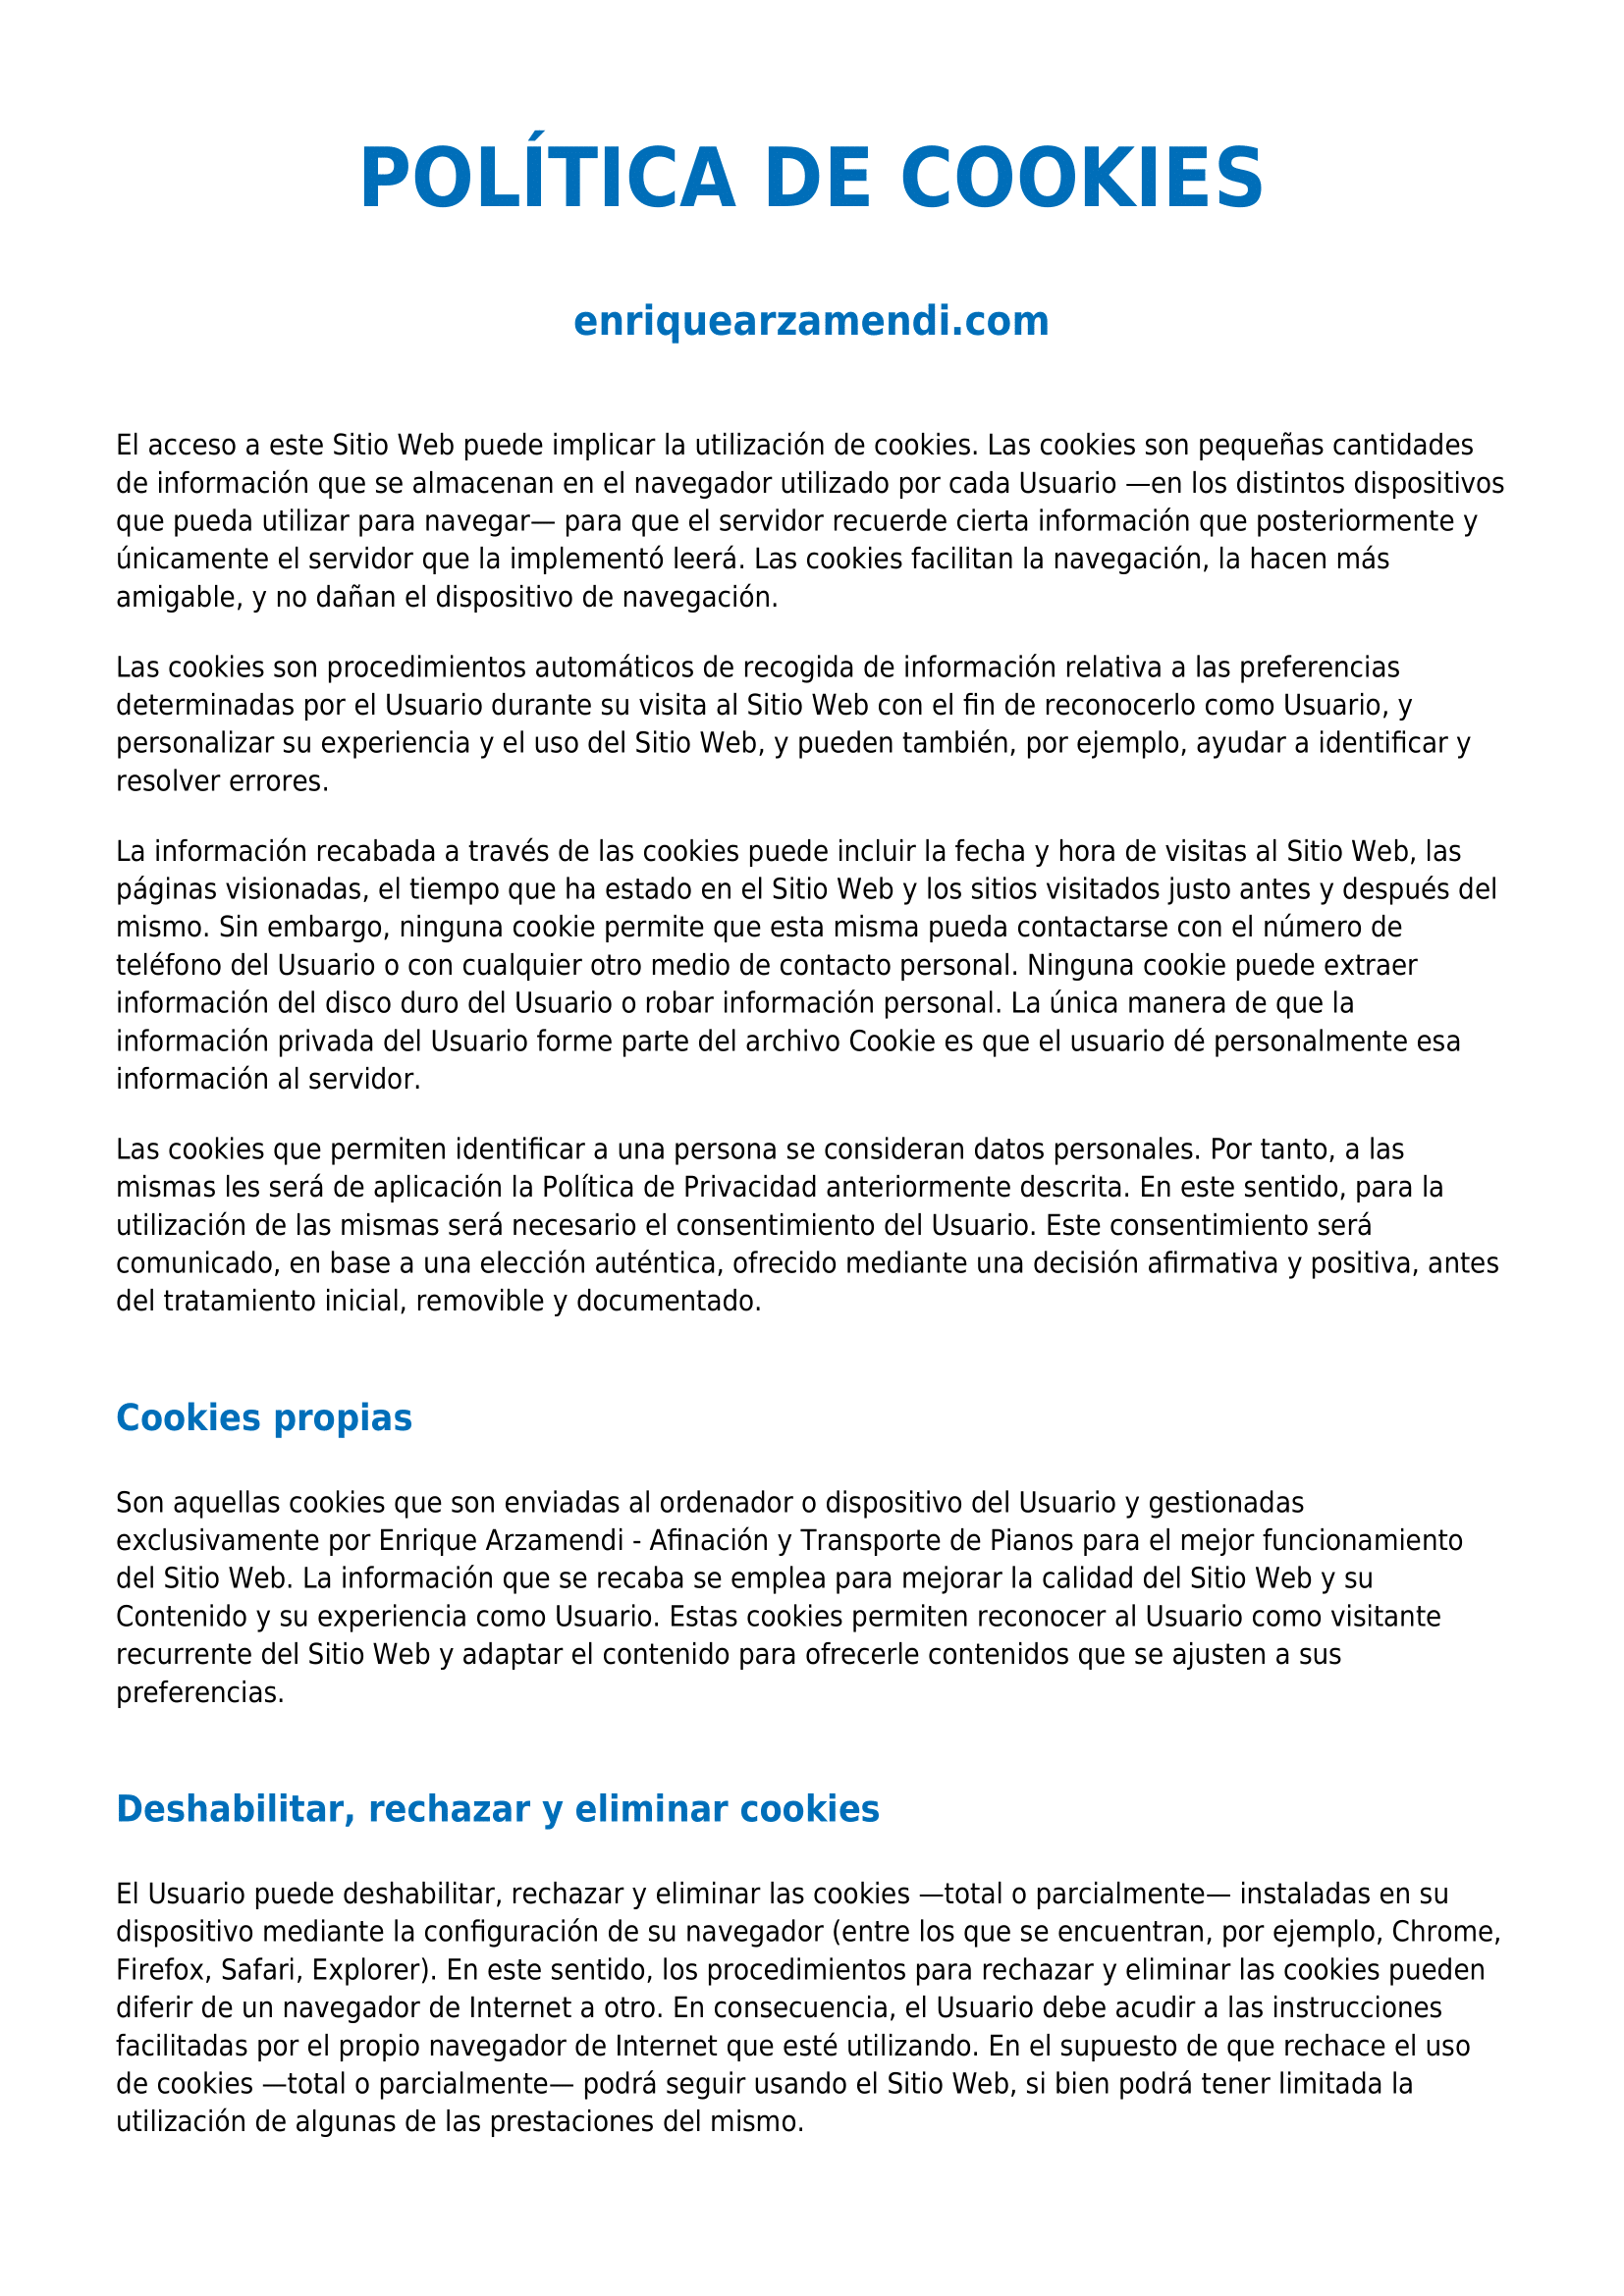 POLÍTICA DE COOKIES
enriquearzamendi.com
El acceso a este Sitio Web puede implicar la utilización de cookies. Las cookies son pequeñas cantidades
de información que se almacenan en el navegador utilizado por cada Usuario —en los distintos dispositivos
que pueda utilizar para navegar— para que el servidor recuerde cierta información que posteriormente y
únicamente el servidor que la implementó leerá. Las cookies facilitan la navegación, la hacen más
amigable, y no dañan el dispositivo de navegación.
Las cookies son procedimientos automáticos de recogida de información relativa a las preferencias
determinadas por el Usuario durante su visita al Sitio Web con el fin de reconocerlo como Usuario, y
personalizar su experiencia y el uso del Sitio Web, y pueden también, por ejemplo, ayudar a identificar y
resolver errores.
La información recabada a través de las cookies puede incluir la fecha y hora de visitas al Sitio Web, las
páginas visionadas, el tiempo que ha estado en el Sitio Web y los sitios visitados justo antes y después del
mismo. Sin embargo, ninguna cookie permite que esta misma pueda contactarse con el número de
teléfono del Usuario o con cualquier otro medio de contacto personal. Ninguna cookie puede extraer
información del disco duro del Usuario o robar información personal. La única manera de que la
información privada del Usuario forme parte del archivo Cookie es que el usuario dé personalmente esa
información al servidor.
Las cookies que permiten identificar a una persona se consideran datos personales. Por tanto, a las
mismas les será de aplicación la Política de Privacidad anteriormente descrita. En este sentido, para la
utilización de las mismas será necesario el consentimiento del Usuario. Este consentimiento será
comunicado, en base a una elección auténtica, ofrecido mediante una decisión afirmativa y positiva, antes
del tratamiento inicial, removible y documentado.
Cookies propias
Son aquellas cookies que son enviadas al ordenador o dispositivo del Usuario y gestionadas
exclusivamente por Enrique Arzamendi - Afinación y Transporte de Pianos para el mejor funcionamiento
del Sitio Web. La información que se recaba se emplea para mejorar la calidad del Sitio Web y su
Contenido y su experiencia como Usuario. Estas cookies permiten reconocer al Usuario como visitante
recurrente del Sitio Web y adaptar el contenido para ofrecerle contenidos que se ajusten a sus
preferencias.
Deshabilitar, rechazar y eliminar cookies
El Usuario puede deshabilitar, rechazar y eliminar las cookies —total o parcialmente— instaladas en su
dispositivo mediante la configuración de su navegador (entre los que se encuentran, por ejemplo, Chrome,
Firefox, Safari, Explorer). En este sentido, los procedimientos para rechazar y eliminar las cookies pueden
diferir de un navegador de Internet a otro. En consecuencia, el Usuario debe acudir a las instrucciones
facilitadas por el propio navegador de Internet que esté utilizando. En el supuesto de que rechace el uso
de cookies —total o parcialmente— podrá seguir usando el Sitio Web, si bien podrá tener limitada la
utilización de algunas de las prestaciones del mismo.